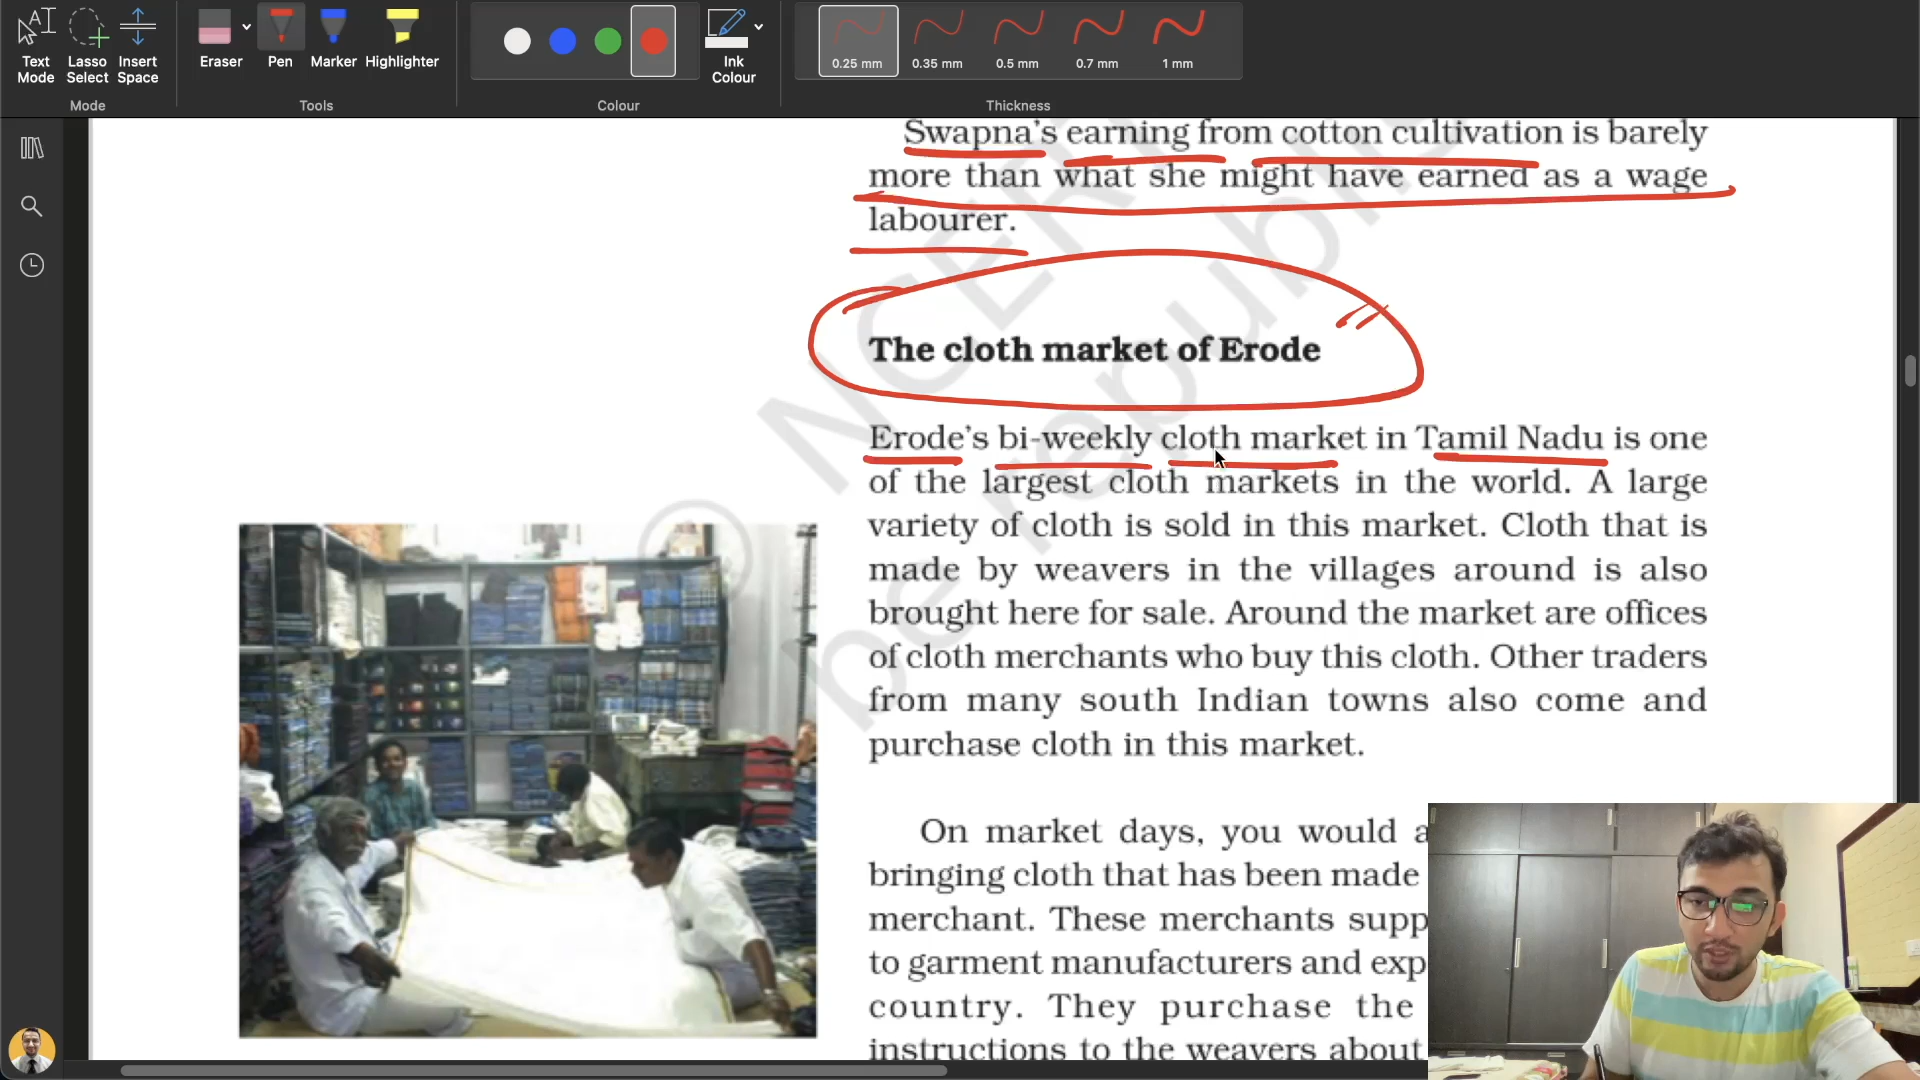 Text
Mode
Lasso
Select
Insert
Space
Mode
Eraser
Pen
Marker
Highlighter
Tools
Colour
Ink
Colour
0.25 mm
0.35 mm
0.5 mm
0.7 mm
1 mm
Thickness
Swapna's earning from cotton cultivation is barely
more than what she might have earned as a wage
labourer.
The cloth market of Erode
Erode's bi-weekly cloth market in Tamil Nadu is one
of the largest cloth markets in the world. A large
variety of cloth is sold in this market. Cloth that is
made by weavers in the villages around is also
brought here for sale. Around the market are offices
of cloth merchants who buy this cloth. Other traders
from many south Indian towns also come and
purchase cloth in this market.
On market days, you would a
bringing cloth that has been made
merchant. These merchants supp
to garment manufacturers and exp
country. They purchase the
instructions to the weavers about
© NCER
be republi